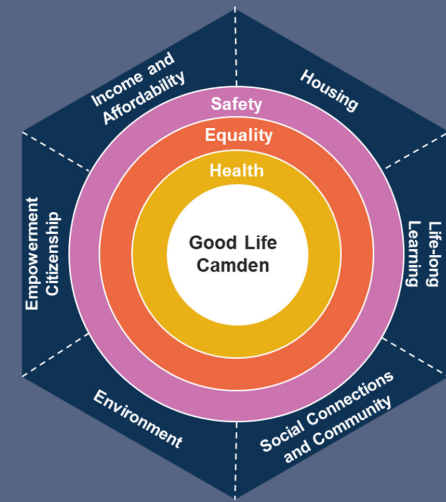 Income and
Affordability
Housing
Safety
Equality
Health
Good Life
Camden
Empowerment
Citizenship
Life-long
Learning
Environment
Social Connections
and Community